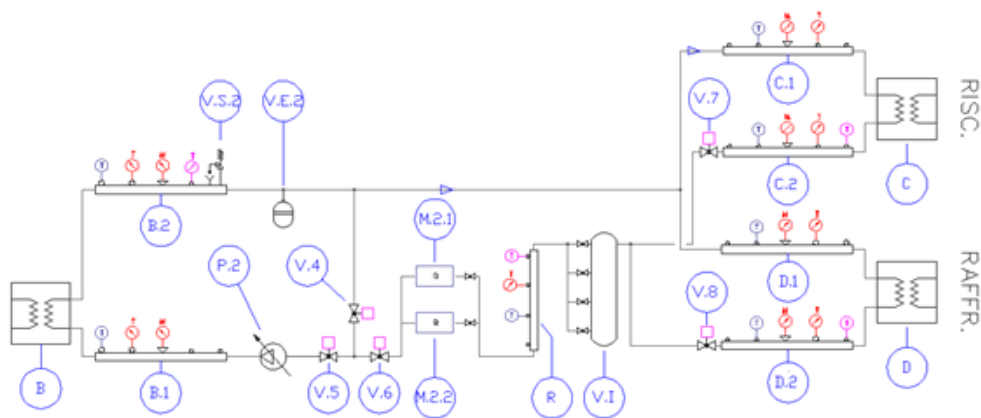 V.S.2
V.E.2
C.1
V.7
C.2
C
RISC.
B.2
M.2.1
P.2
V.4
D.1
V.8
D
RAFFR.
B
B.1
V.5
V.6
M.2.2
R
V.I
D.2
T
T
T
T
T
T
T
T
T
T
T
T